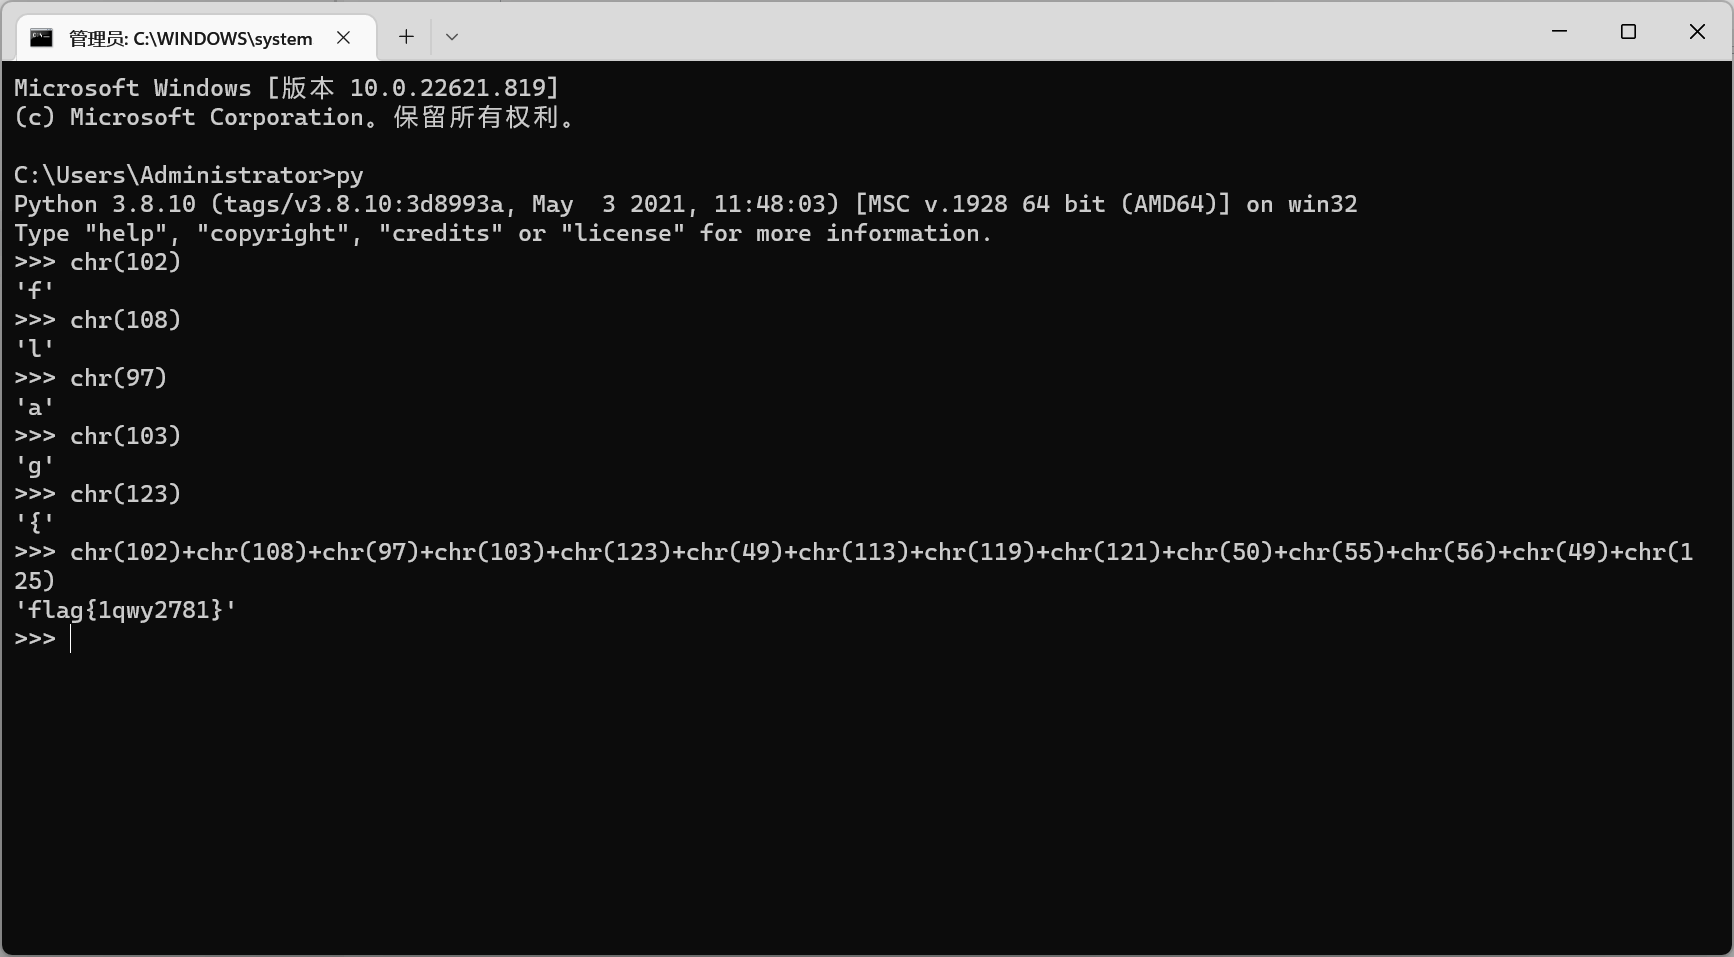 管理员: C:\WINDOWS\system
Microsoft Windows [版本 10.0.22621.819]
(c) Microsoft Corporation。保留所有权利。
C:\Users\Administrator>py
Python 3.8.10 (tags/v3.8.10:3d8993a, May  3 2021, 11:48:03) [MSC v.1928 64 bit (AMD64)] on win32
Type "help", "copyright", "credits" or "license" for more information.
>>> chr(102)
'f'
>>> chr(108)
'l'
>>> chr(97)
'a'
>>> chr(103)
'g'
>>> chr(123)
'{'
>>> chr(102)+chr(108)+chr(97)+chr(103)+chr(123)+chr(49)+chr(113)+chr(119)+chr(121)+chr(50)+chr(55)+chr(56)+chr(49)+chr(1
25)
'flag{1qwy2781}'
>>>